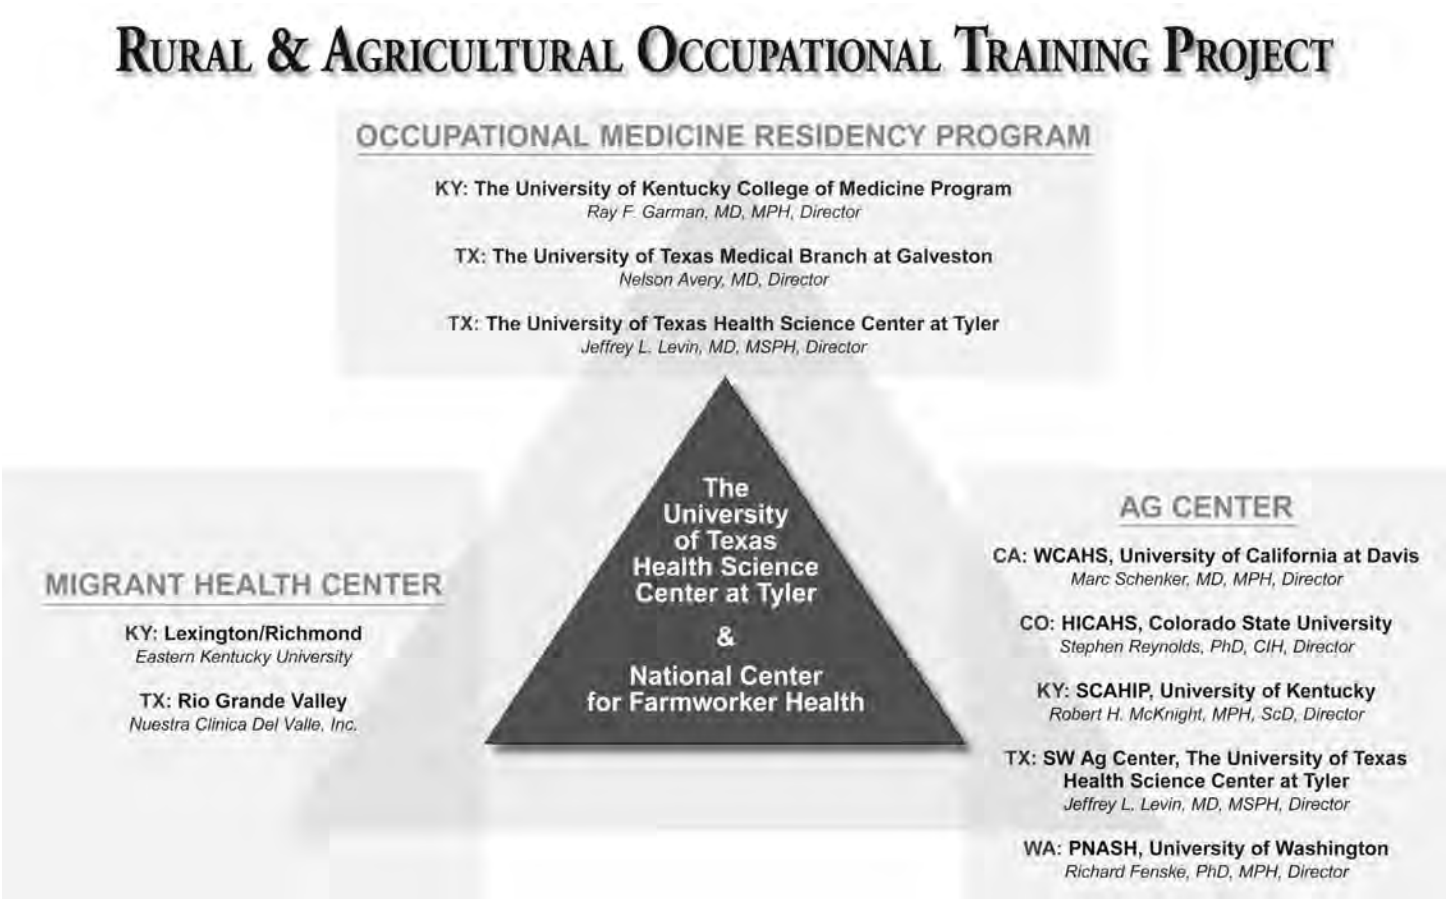 RURAL & AGRICULTURAL OCCUPATIONAL TRAINING PROJECT
OCCUPATIONAL MEDICINE RESIDENCY PROGRAM
KY: The University of Kentucky College of Medicine Program
Ray F. Garman, MD, MPH, Director
TX: The University of Texas Medical Branch at Galveston
Nelson Avery, MD, Director
TX: The University of Texas Health Science Center at Tyler
Jeffrey L. Levin, MD, MSPH, Director
The
University
of Texas
Health Science
Center at Tyler
&
National Center
for Farmworker Health
MIGRANT HEALTH CENTER
KY: Lexington/Richmond
Eastern Kentucky University
TX: Rio Grande Valley
Nuestra Clinica Del Valle, Inc.
AG CENTER
CA: WCAHS, University of California at Davis
Marc Schenker, MD, MPH, Director
CO: HICAHS, Colorado State University
Stephen Reynolds, PhD, CIH, Director
KY: SCAHIP, University of Kentucky
Robert H. McKnight, MPH, ScD, Director
TX: SW Ag Center, The University of Texas
Health Science Center at Tyler
Jeffrey L. Levin, MD, MSPH, Director
WA: PNASH, University of Washington
Richard Fenske, PhD, MPH, Director